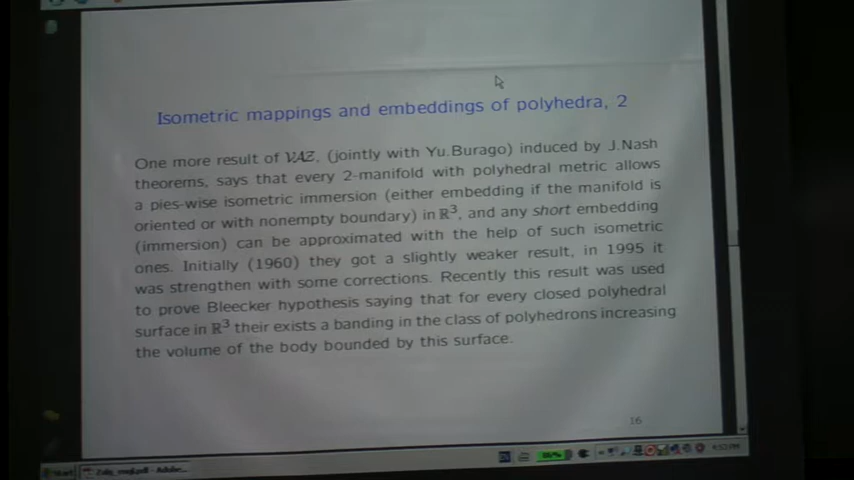 Isometric mappings and embeddings of polyhedra, 2
One more result of VAZ, (jointly with Yu.Burago) induced by J.Nash
theorems, says that every 2-manifold with polyhedral metric allows
a pies-wise isometric immersion (either embedding if the manifold is
oriented or with nonempty boundary) in ℝ³, and any short embedding
(immersion) can be approximated with the help of such isometric
ones. Initially (1960) they got a slightly weaker result, in 1995 it
was strengthen with some corrections. Recently this result was used
to prove Bleecker hypothesis saying that for every closed polyhedral
surface in ℝ³ their exists a banding in the class of polyhedrons increasing
the volume of the body bounded by this surface.
16